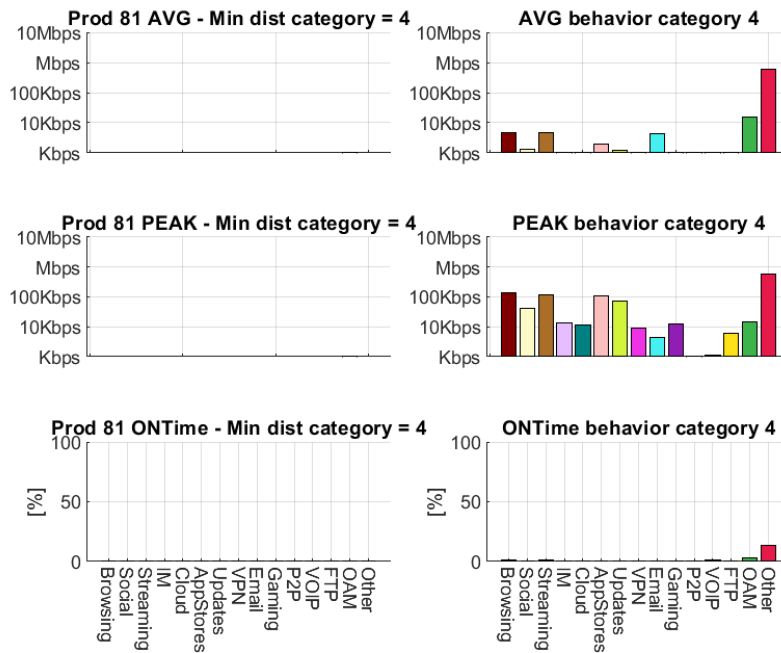 Prod 81 AVG - Min dist category = 4
10Mbps
Mbps
100Kbps
10Kbps
Kbps
AVG behavior category 4
10Mbps
Mbps
100Kbps
10Kbps
Kbps
Prod 81 PEAK - Min dist category = 4
10Mbps
Mbps
100Kbps
10Kbps
Kbps
PEAK behavior category 4
10Mbps
Mbps
100Kbps
10Kbps
Kbps
Prod 81 ONTime - Min dist category = 4
100
50
0
[%]
Browsing
Social
Streaming
IM
Cloud
AppStores
Updates
VPN
Email
Gaming
P2P
VOIP
FTP
OAM
Other
ONTime behavior category 4
100
50
0
[%]
Browsing
Social
Streaming
IM
Cloud
AppStores
Updates
VPN
Email
Gaming
P2P
VOIP
FTP
OAM
Other